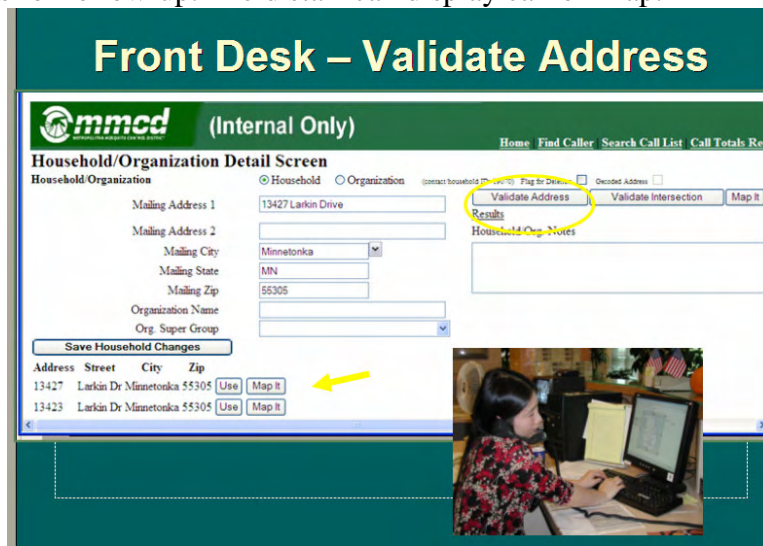 Front Desk – Validate Address
mmcd (Internal Only)
METROPOLITAN MOSQUITO CONTROL DISTRICT
Home Find Caller Search Call List Call Totals Re
Household/Organization Detail Screen
Household/Organization Household Organization Flag for Deletion Geocoded Address
Mailing Address 1 13427 Larkin Drive Validate Address Validate Intersection Map It
Results
Mailing Address 2 Household/Org. Notes
Mailing City Minnetonka
Mailing State MN
Mailing Zip 55305
Organization Name
Org. Super Group
Save Household Changes
Address Street City Zip
13427 Larkin Dr Minnetonka 55305 Use Map It
13423 Larkin Dr Minnetonka 55305 Use Map It